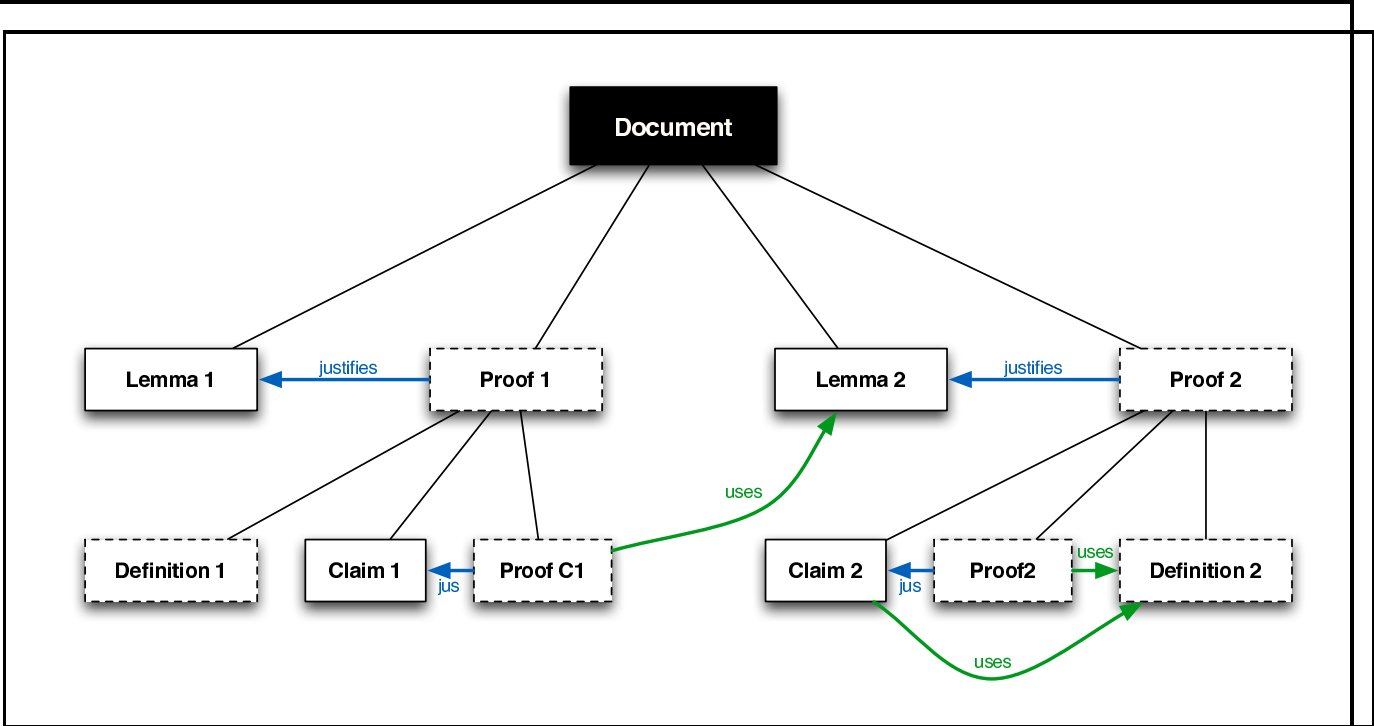 Document
Lemma 1
justifies
Proof 1
Lemma 2
justifies
Proof 2
uses
Definition 1
Claim 1
jus
Proof C1
Claim 2
jus
Proof2
uses
Definition 2
uses